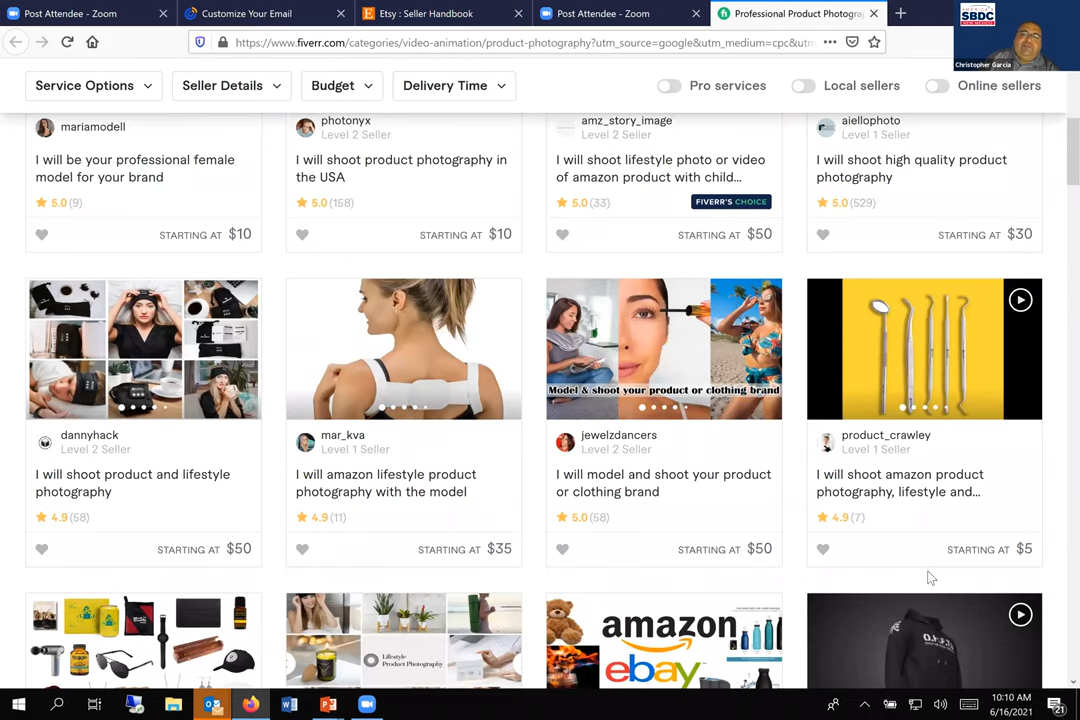 Post Attendee - Zoom
Customize Your Email
Etsy : Seller Handbook
Post Attendee - Zoom
Professional Product Photogra
AMERICA'S
SBDC
NEW MEXICO
Christopher Garcia
https://www.fiverr.com/categories/video-animation/product-photography?utm_source=google&utm_medium=cpc&utm
Service Options
Seller Details
Budget
Delivery Time
Pro services
Local sellers
Online sellers
mariamodell
I will be your professional female
model for your brand
5.0 (9)
STARTING AT $10
photonyx
Level 2 Seller
I will shoot product photography in
the USA
5.0 (158)
STARTING AT $10
amz_story_image
Level 2 Seller
I will shoot lifestyle photo or video
of amazon product with child...
5.0 (33)
FIVERR'S CHOICE
STARTING AT $50
aiellophoto
Level 1 Seller
I will shoot high quality product
photography
5.0 (529)
STARTING AT $30
dannyhack
Level 2 Seller
I will shoot product and lifestyle
photography
4.9 (58)
STARTING AT $50
mar_kva
Level 1 Seller
I will amazon lifestyle product
photography with the model
4.9 (11)
STARTING AT $35
Model & shoot your product or clothing brand
jewelzdancers
Level 2 Seller
I will model and shoot your product
or clothing brand
5.0 (58)
STARTING AT $50
product_crawley
Level 1 Seller
I will shoot amazon product
photography, lifestyle and...
4.9 (7)
STARTING AT $5
Lifestyle
Product Photography
amazon
ebay
10:10 AM
6/16/2021
21